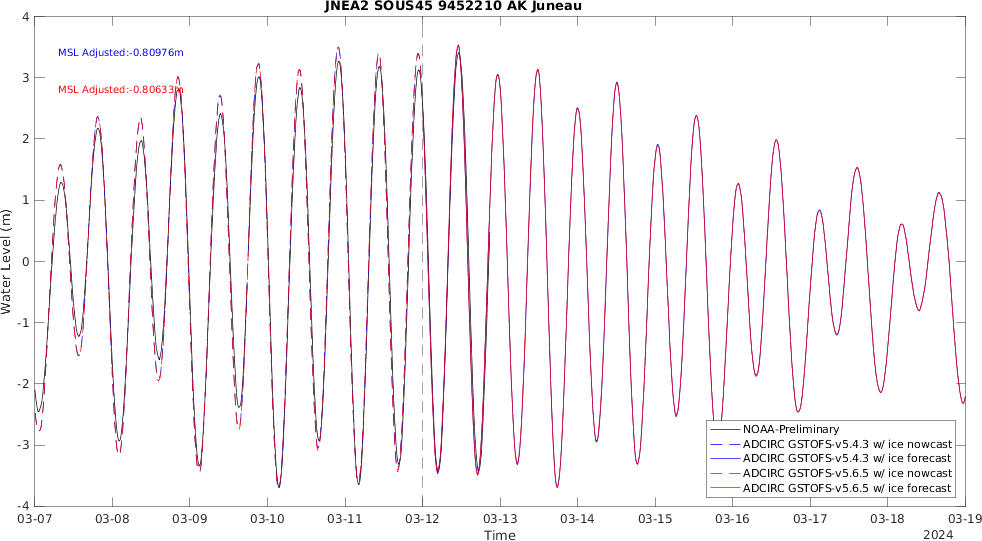 JNEA2 SOUS45 9452210 AK Juneau
4
MSL Adjusted:-0.80976m
3
MSL Adjusted:-0.80633m
2
1
0
-1
-2
-3
-4
Water Level (m)
NOAA-Preliminary
ADCIRC GSTOFS-v5.4.3 w/ ice nowcast
ADCIRC GSTOFS-v5.4.3 w/ ice forecast
ADCIRC GSTOFS-v5.6.5 w/ ice nowcast
ADCIRC GSTOFS-v5.6.5 w/ ice forecast
03-07 03-08 03-09 03-10 03-11 03-12 03-13 03-14 03-15 03-16 03-17 03-18 03-19
Time
2024